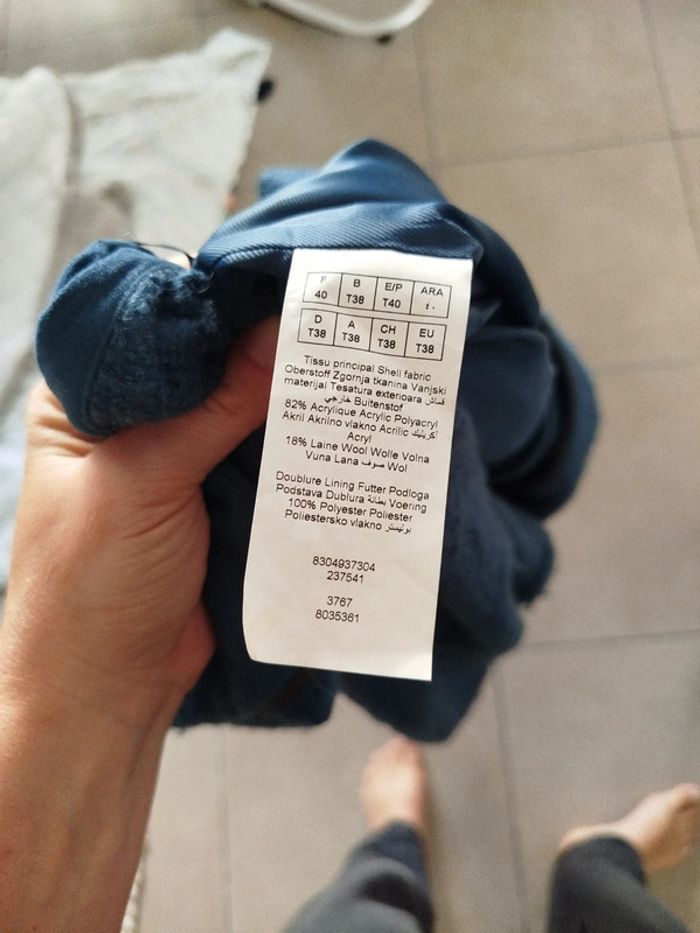 F B E/P ARA
40 T38 T40 ٤٠
D A CH EU
T38 T38 T38 T38
Tissu principal Shell fabric
Oberstoff Zgornja tkanina Vanjski
materijal Tesatura exterioara قماش
خارجي Buitenstof
82% Acrylique Acrylic Polyacryl
Akril Akrilno vlakno Acrilic أكريليك
Acryl
18% Laine Wool Wolle Volna
Vuna Lana صوف Wol
Doublure Lining Futter Podloga
Podstava Dublura بطانة Voering
100% Polyester Poliester
Poliestersko vlakno بوليستر
8304937304
237541
3767
8035361